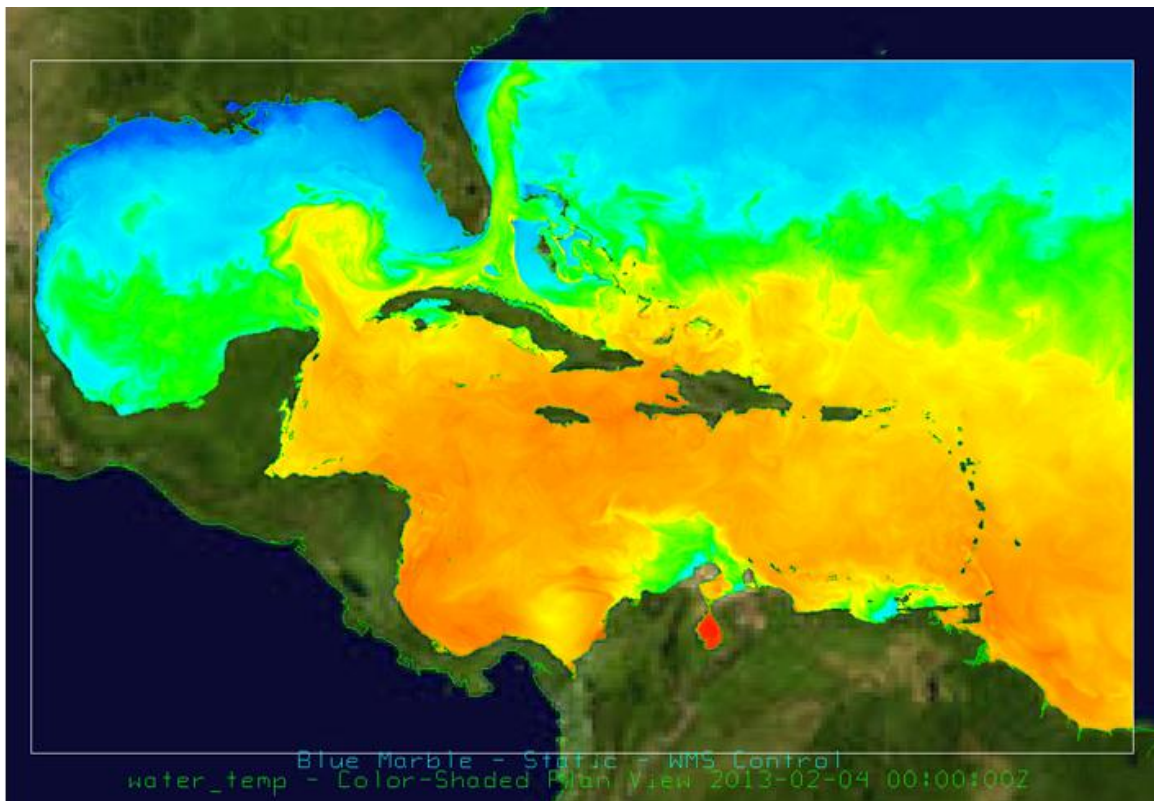 Blue Marble - Static - WMS Control
water_temp - Color-Shaded Plan View 2013-02-04 00:00:00Z